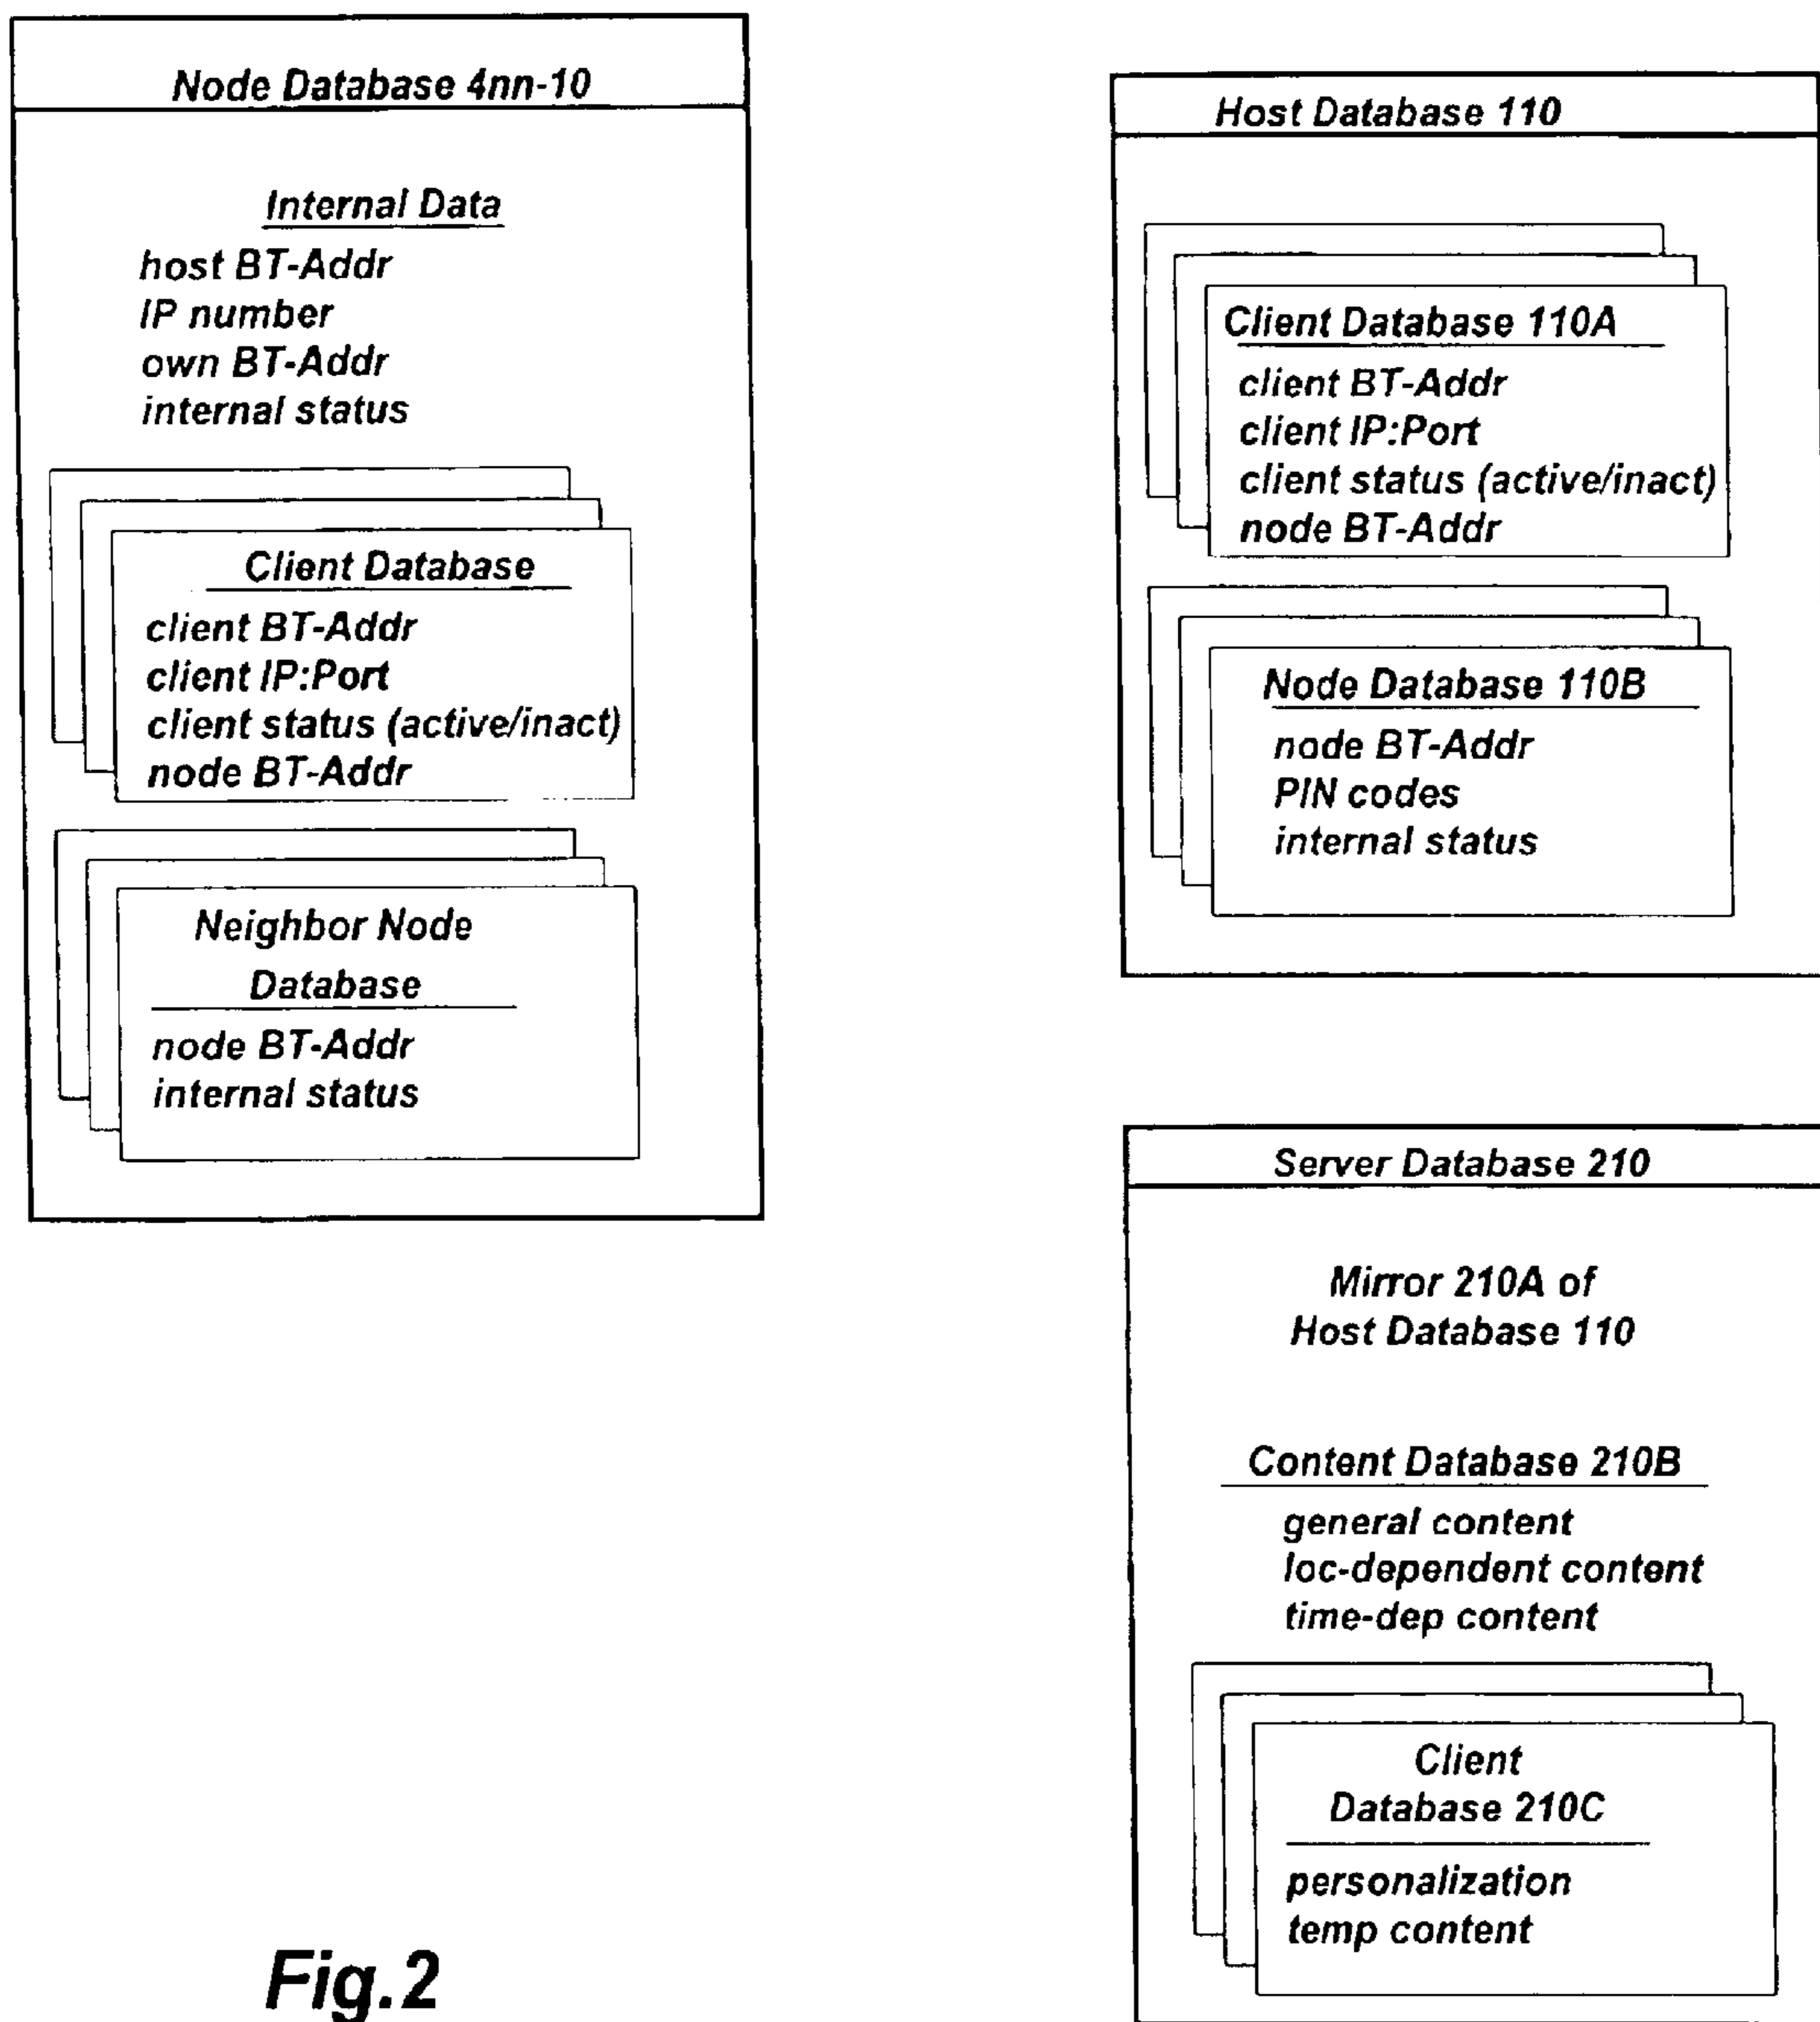 Node Database 4nn-10
Internal Data
host BT-Addr
IP number
own BT-Addr
internal status
Client Database
client BT-Addr
client IP:Port
client status (active/inact)
node BT-Addr
Neighbor Node
Database
node BT-Addr
internal status
Host Database 110
Client Database 110A
client BT-Addr
client IP:Port
client status (active/inact)
node BT-Addr
Node Database 110B
node BT-Addr
PIN codes
internal status
Server Database 210
Mirror 210A of
Host Database 110
Content Database 210B
general content
loc-dependent content
time-dep content
Client
Database 210C
personalization
temp content
Fig.2